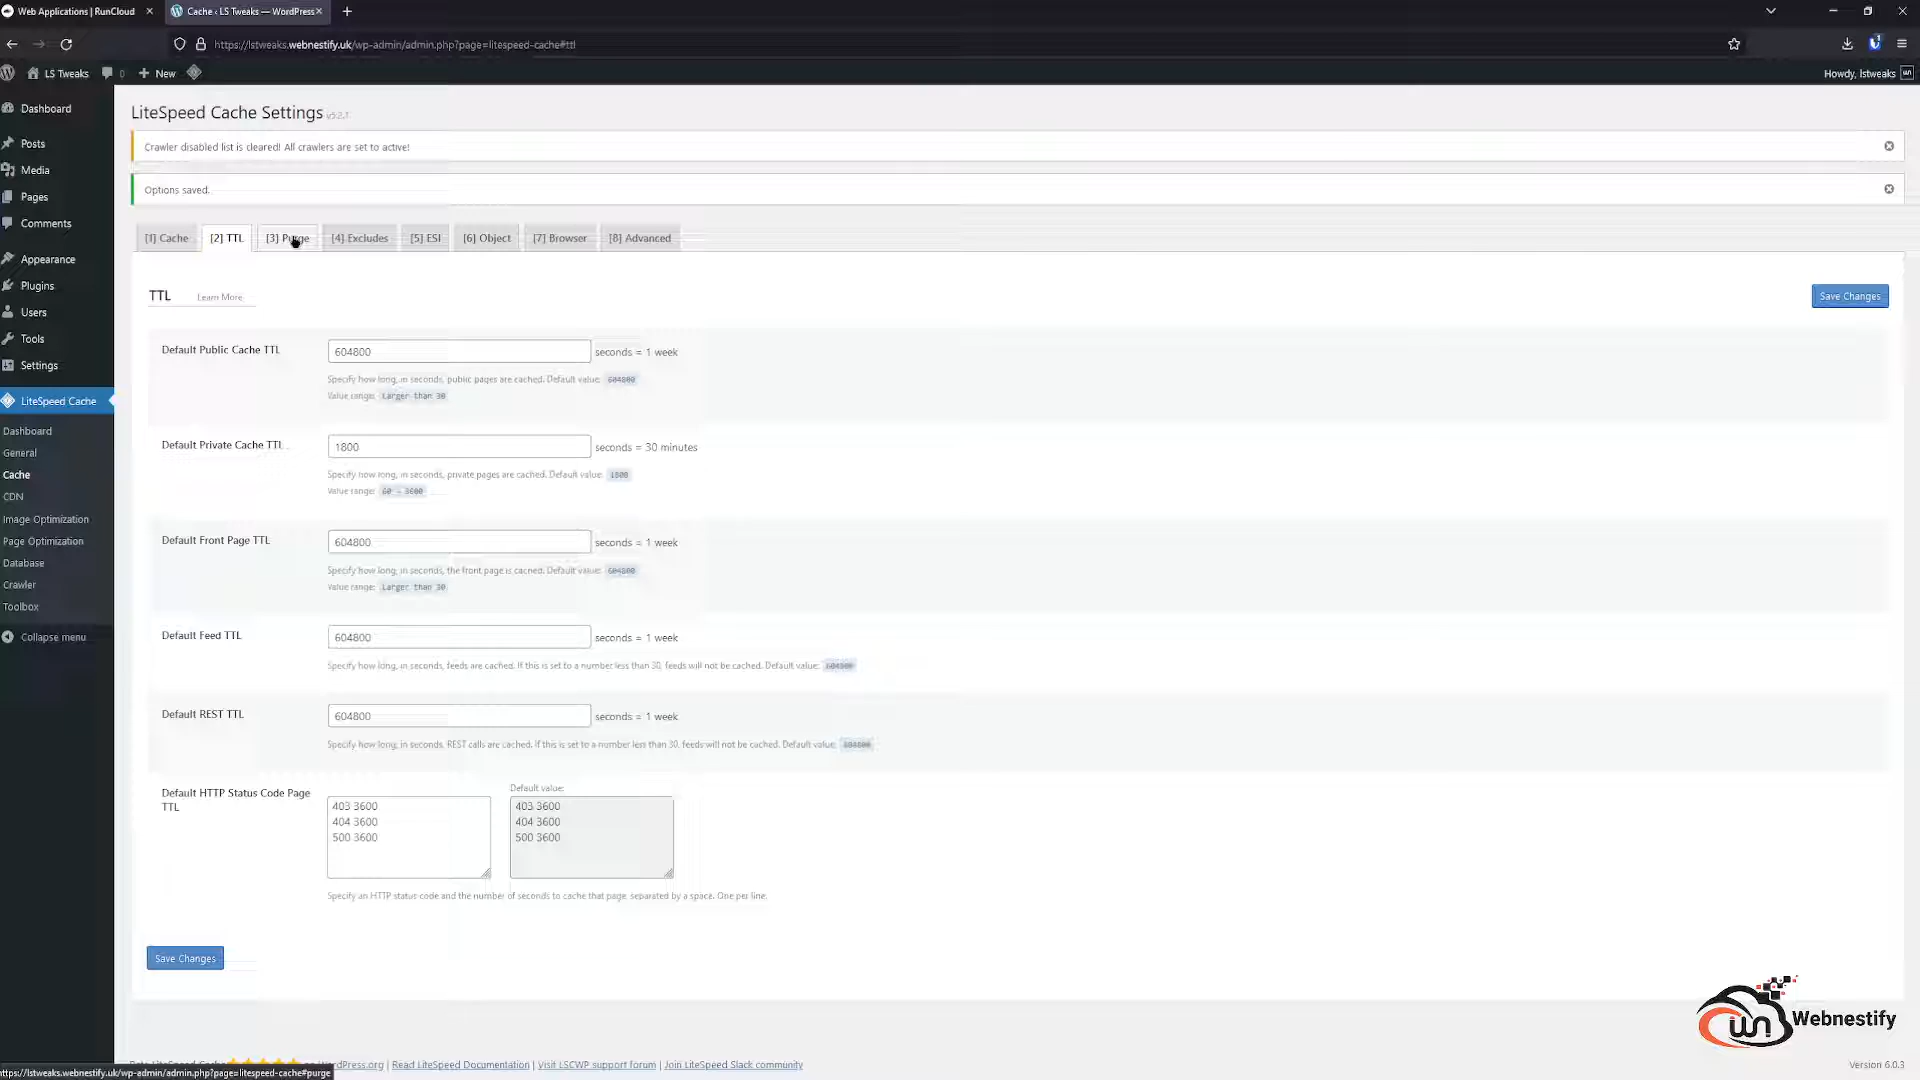 Web Applications | RunCloud
Cache ‹ LS Tweaks — WordPress
https://lstweaks.webnestify.uk/wp-admin/admin.php?page=litespeed-cache#ttl
LS Tweaks 0 New
Howdy, lstweaks
Dashboard
Posts
Media
Pages
Comments
Appearance
Plugins
Users
Tools
Settings
LiteSpeed Cache
Dashboard
General
Cache
CDN
Image Optimization
Page Optimization
Database
Crawler
Toolbox
Collapse menu
LiteSpeed Cache Settings v5.2.1
Crawler disabled list is cleared! All crawlers are set to active!
Options saved.
[1] Cache [2] TTL [3] Purge [4] Excludes [5] ESI [6] Object [7] Browser [8] Advanced
TTL Learn More
Save Changes
Default Public Cache TTL
604800 seconds = 1 week
Specify how long, in seconds, public pages are cached. Default value: 604800
Value range: Larger than 30
Default Private Cache TTL
1800 seconds = 30 minutes
Specify how long, in seconds, private pages are cached. Default value: 1800
Value range: 60 - 3600
Default Front Page TTL
604800 seconds = 1 week
Specify how long, in seconds, the front page is cached. Default value: 604800
Value range: Larger than 30
Default Feed TTL
604800 seconds = 1 week
Specify how long, in seconds, feeds are cached. If this is set to a number less than 30, feeds will not be cached. Default value: 604800
Default REST TTL
604800 seconds = 1 week
Specify how long, in seconds, REST calls are cached. If this is set to a number less than 30, feeds will not be cached. Default value: 604800
Default HTTP Status Code Page
TTL
403 3600
404 3600
500 3600
Default value:
403 3600
404 3600
500 3600
Specify an HTTP status code and the number of seconds to cache that page, separated by a space. One per line.
Save Changes
Webnestify
WordPress.org | Read LiteSpeed Documentation | Visit LSCWP support forum | Join LiteSpeed Slack community
Version 6.0.3
https://lstweaks.webnestify.uk/wp-admin/admin.php?page=litespeed-cache#purge